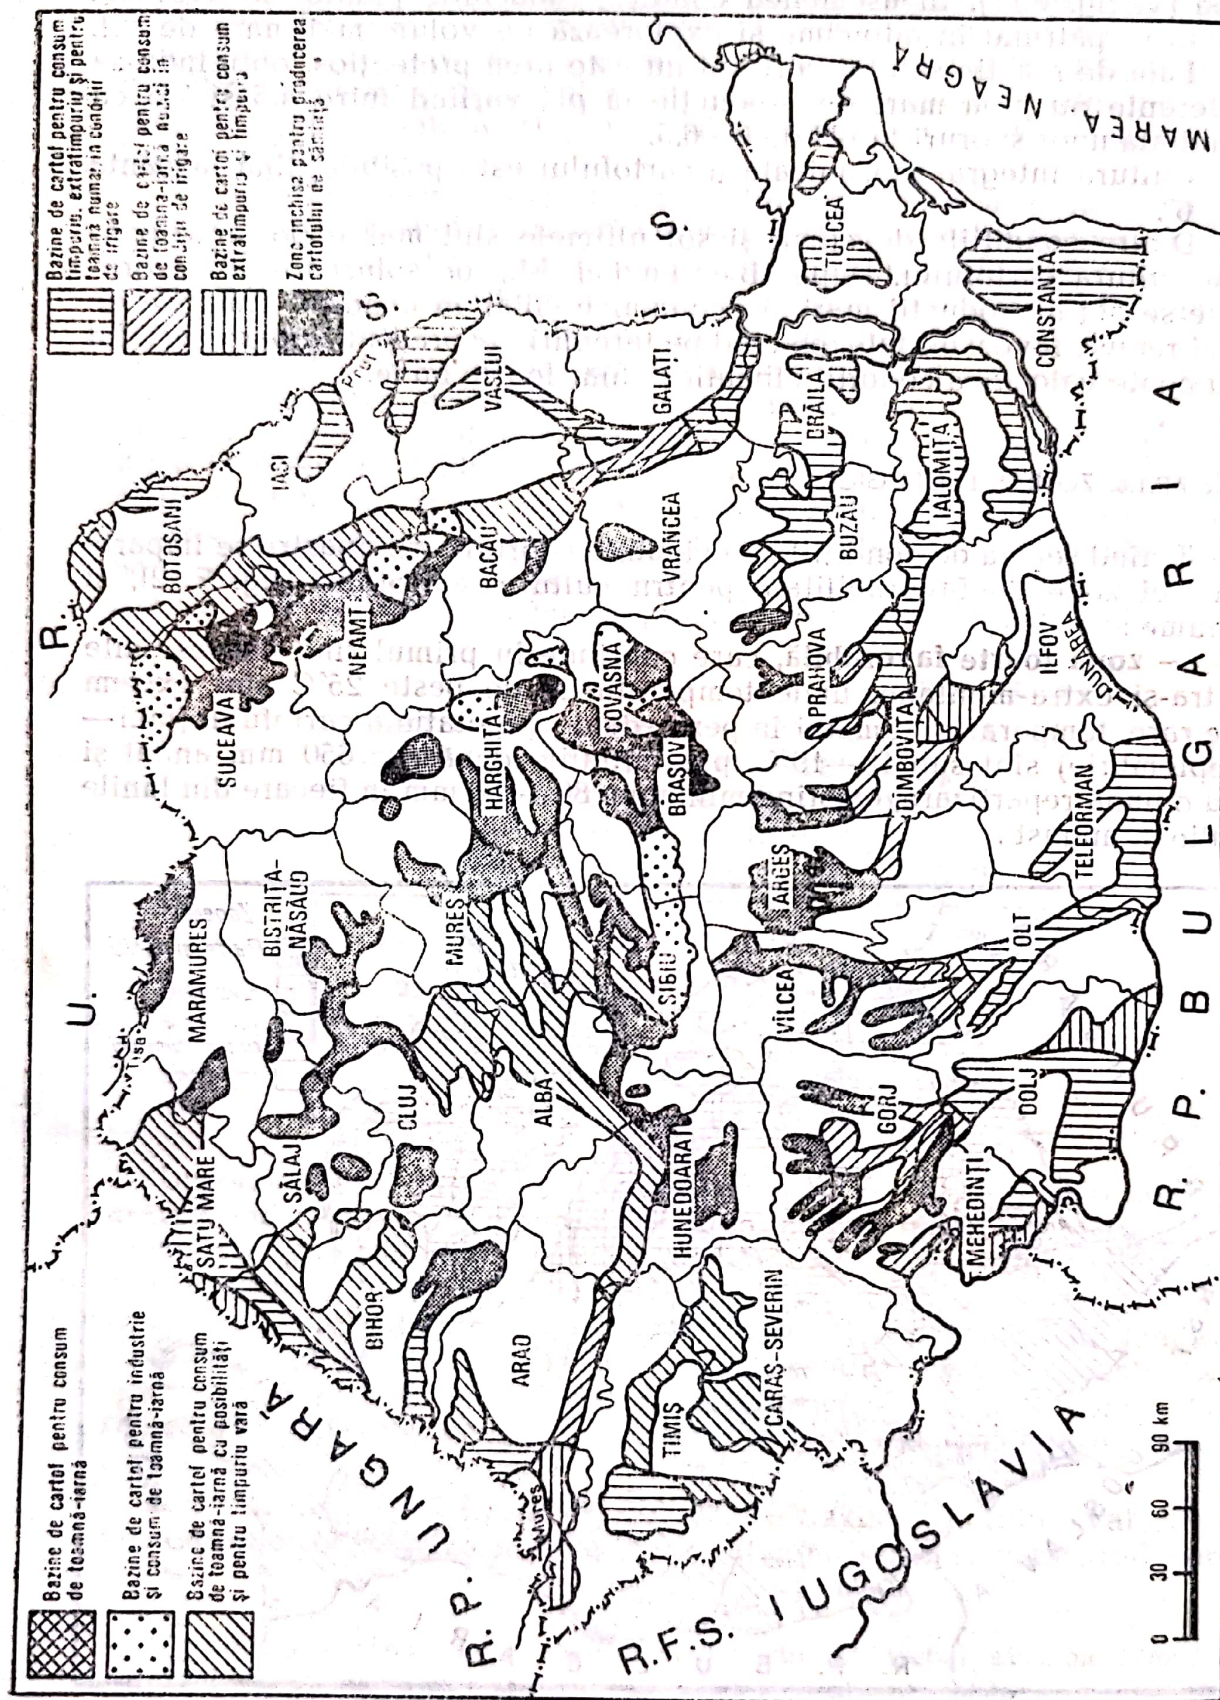 Bazine de cartof pentru consum
de toamnă-iarnă
Bazine de cartof pentru industrie
și consum de toamnă-iarnă
Bazine de cartof pentru consum
de toamnă-iarnă cu posibilități
și pentru timpuriu vară
Bazine de cartof pentru consum
timpuriu, extratimpuriu și pentru
toamnă numai în condiții
de irigare
Bazine de cartof pentru consum
de toamnă-iarnă numai în
condiții de irigare
Bazine de cartof pentru consum
extratimpuriu și timpuriu
Zone închise pentru producerea
cartofului de sămînță
U.
R.
S.
S.
R.P. UNGARĂ
R.F.S. IUGOSLAVIA
R. P. BULGARIA
MAREA NEAGRĂ
Tisa
Prut
Mureș
DUNĂREA
SATU MARE
MARAMUREȘ
BISTRIȚA-
NĂSĂUD
SUCEAVA
BOTOȘANI
IAȘI
SĂLAJ
CLUJ
MUREȘ
HARGHITA
NEAMȚ
BACĂU
VASLUI
BIHOR
ARAD
ALBA
SIBIU
BRAȘOV
COVASNA
VRANCEA
GALAȚI
TIMIȘ
CARAȘ-SEVERIN
HUNEDOARA
GORJ
VÎLCEA
ARGEȘ
DÎMBOVIȚA
PRAHOVA
BUZĂU
BRĂILA
TULCEA
MEHEDINȚI
DOLJ
OLT
TELEORMAN
ILFOV
IALOMIȚA
CONSTANȚA
0 30 60 90 km